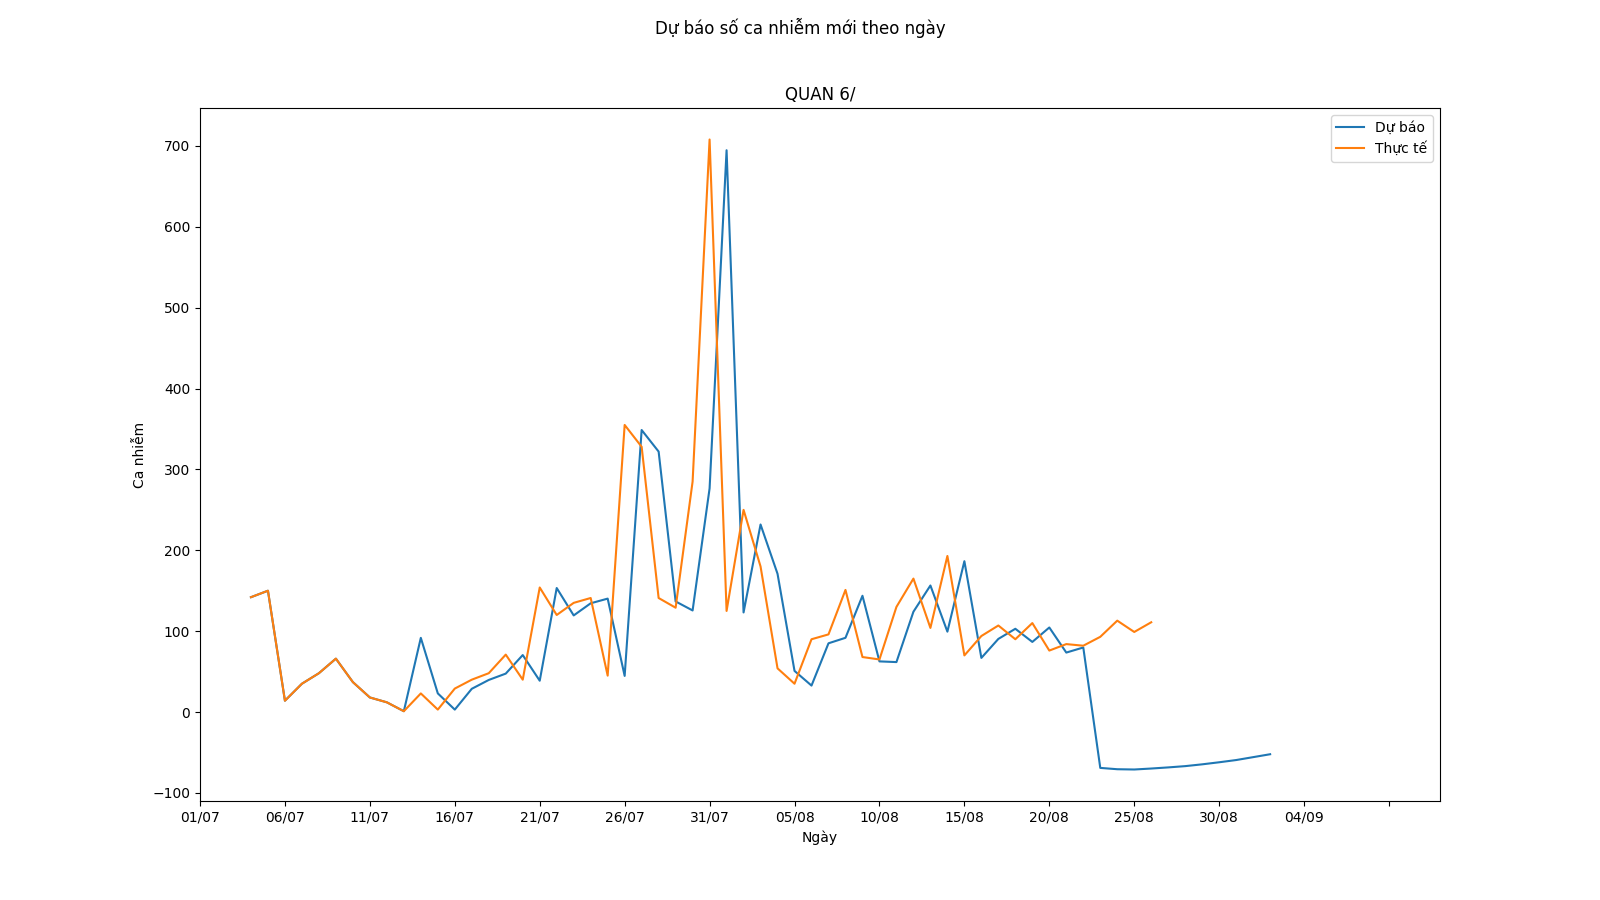 Dự báo số ca nhiễm mới theo ngày
QUAN 6/
Dự báo
Thực tế
700
600
500
400
300
200
100
0
−100
Ca nhiễm
01/07 06/07 11/07 16/07 21/07 26/07 31/07 05/08 10/08 15/08 20/08 25/08 30/08 04/09
Ngày